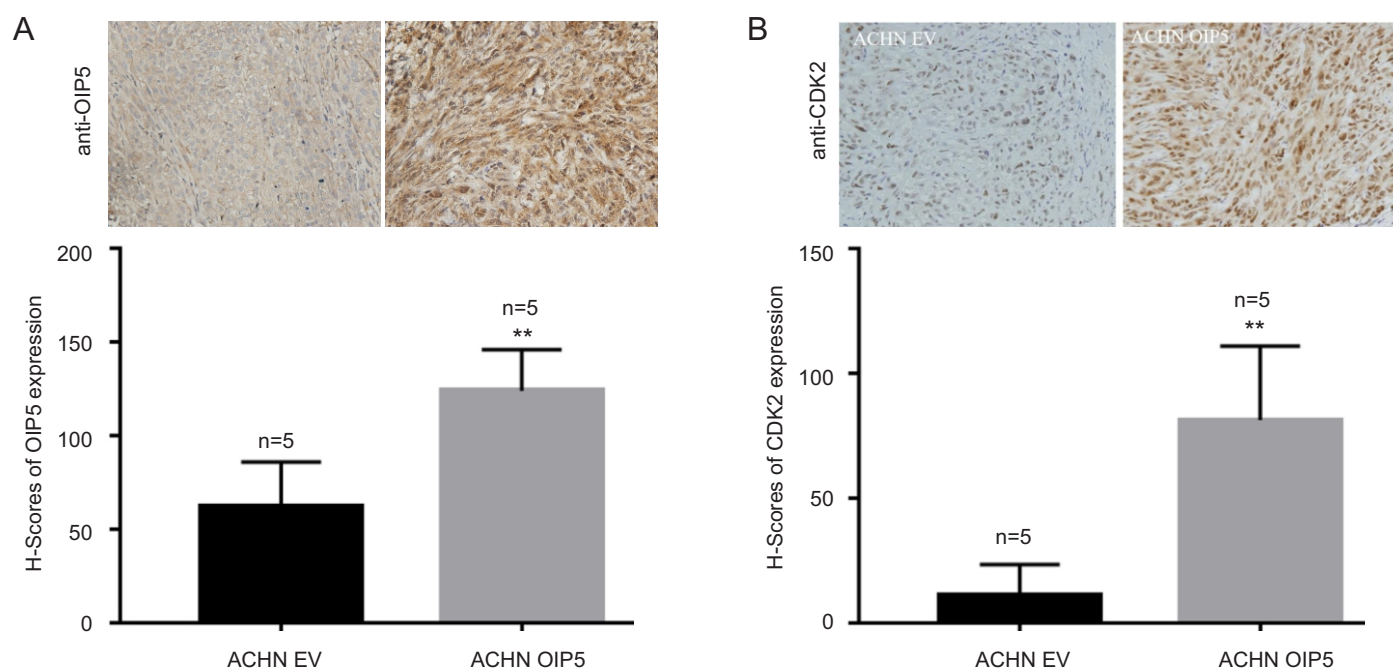 A
anti-OIP5
H-Scores of OIP5 expression
200
150
100
50
0
n=5
n=5
**
ACHN EV
ACHN OIP5
B
anti-CDK2
ACHN EV
ACHN OIP5
H-Scores of CDK2 expression
150
100
50
0
n=5
n=5
**
ACHN EV
ACHN OIP5